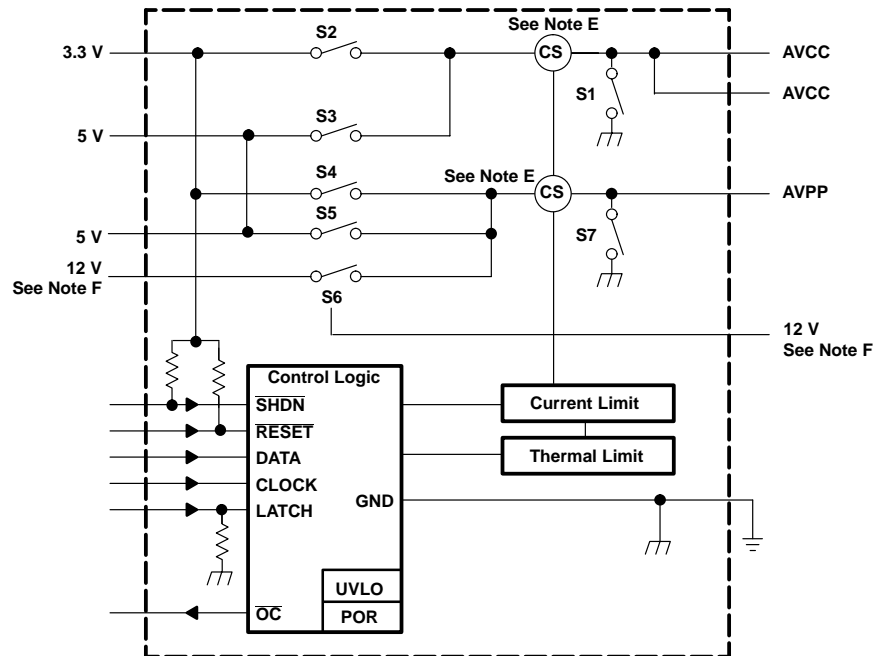 See Note E
S2
3.3 V
CS
AVCC
S1
AVCC
S3
5 V
S4
See Note E
CS
AVPP
S5
5 V
S7
12 V
See Note F
S6
12 V
See Note F
Control Logic
SHDN
Current Limit
RESET
DATA
Thermal Limit
CLOCK
GND
LATCH
UVLO
OC
POR